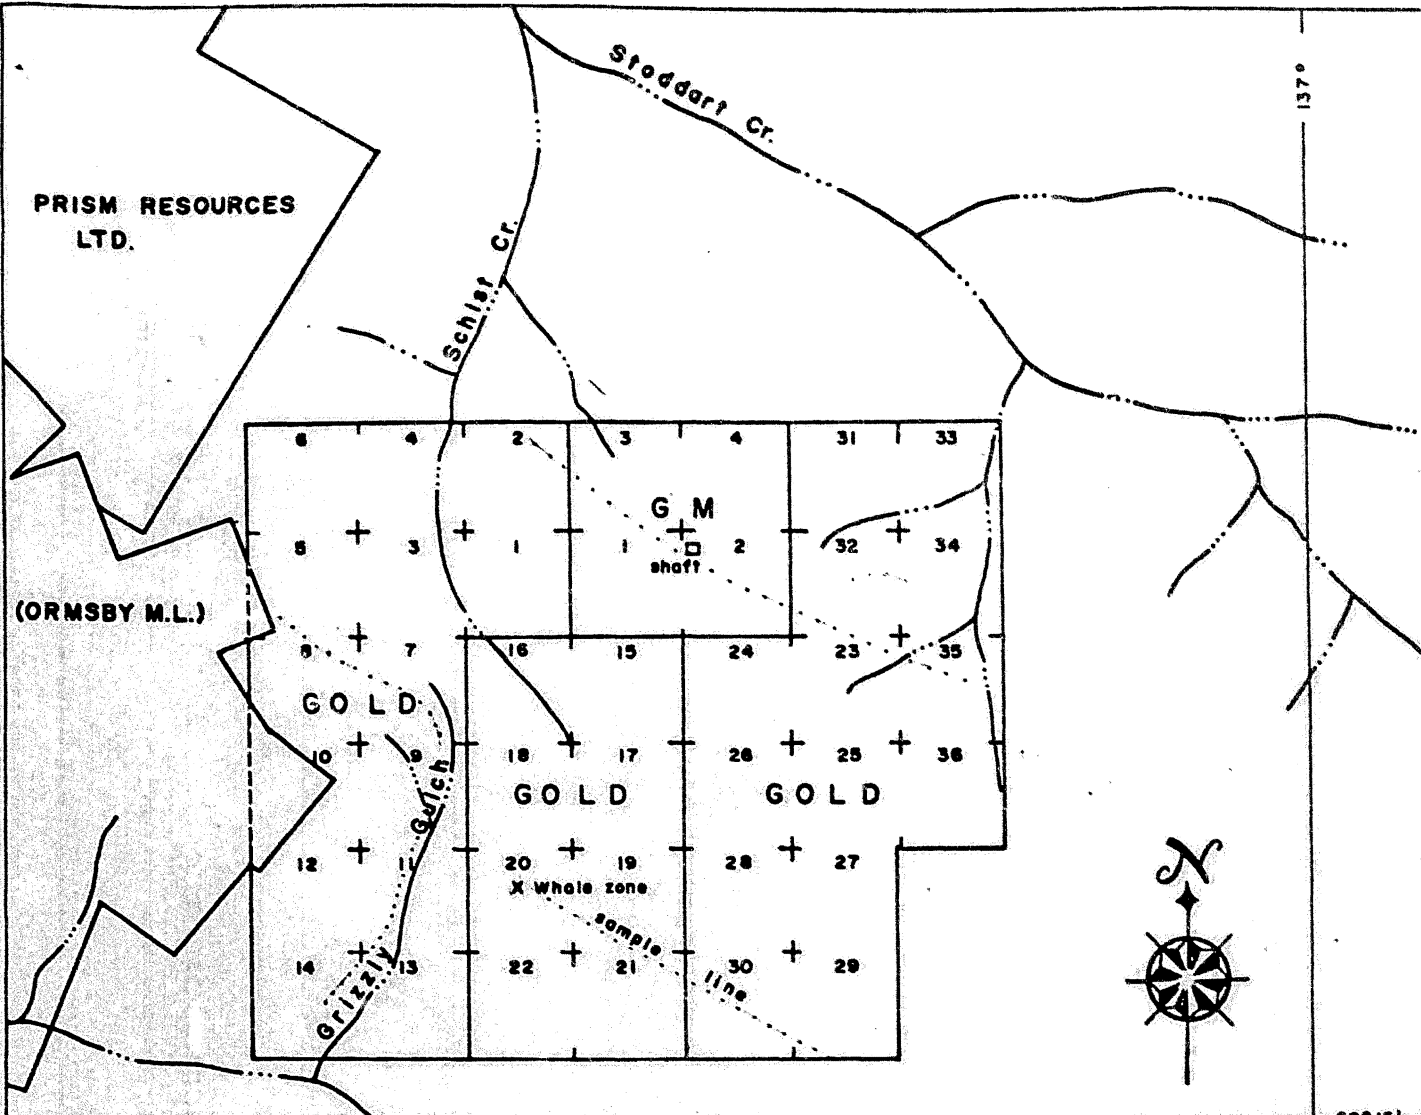 Stoddart Cr.
137°
PRISM RESOURCES
LTD.
Schist Cr.
6 4 2 3 4 31 33
G M
5 3 1 1 2 32 34
shaft
(ORMSBY M.L.)
8 7 16 15 24 23 35
GOLD
10 9 18 17 26 25 36
GOLD GOLD
12 11 20 19 28 27
X Whale zone
sample line
14 13 22 21 30 29
Grizzly Gulch
N